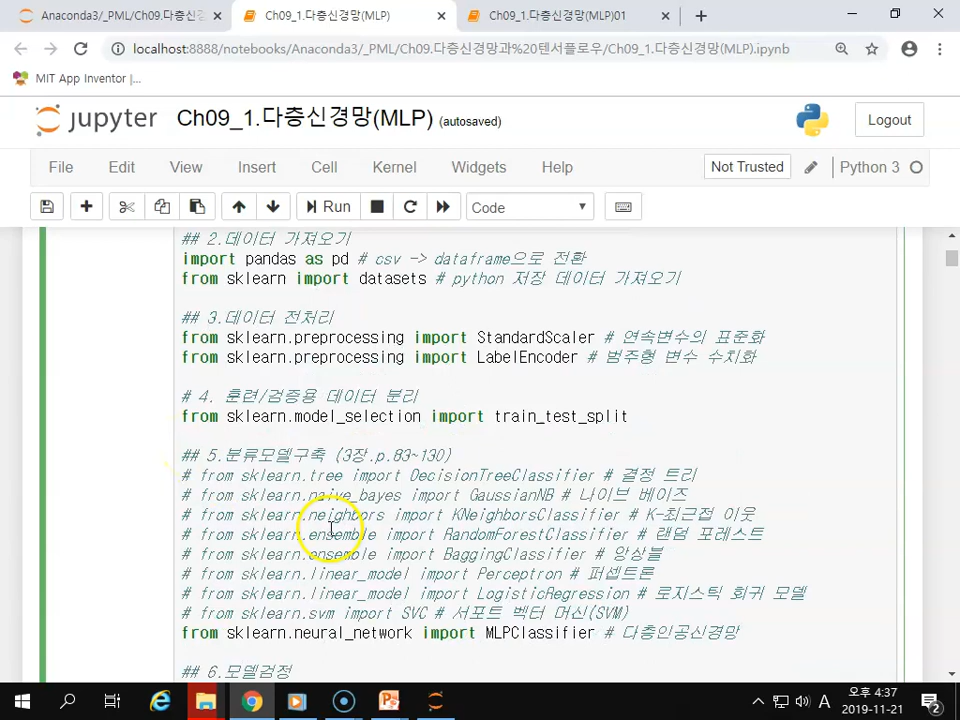 Anaconda3/_PML/Ch09.다층신경
Ch09_1.다층신경망(MLP)
Ch09_1.다층신경망(MLP)01
localhost:8888/notebooks/Anaconda3/_PML/Ch09.다층신경망과%20텐서플로우/Ch09_1.다층신경망(MLP).ipynb
MIT App Inventor |...
jupyter Ch09_1.다층신경망(MLP) (autosaved) Logout
File Edit View Insert Cell Kernel Widgets Help Not Trusted Python 3
Run Code
## 2.데이터 가져오기
import pandas as pd # csv -> dataframe으로 전환
from sklearn import datasets # python 저장 데이터 가져오기
## 3.데이터 전처리
from sklearn.preprocessing import StandardScaler # 연속변수의 표준화
from sklearn.preprocessing import LabelEncoder # 범주형 변수 수치화
# 4. 훈련/검증용 데이터 분리
from sklearn.model_selection import train_test_split
## 5.분류모델구축 (3장.p.83~130)
# from sklearn.tree import DecisionTreeClassifier # 결정 트리
# from sklearn.naive_bayes import GaussianNB # 나이브 베이즈
# from sklearn.neighbors import KNeighborsClassifier # K-최근접 이웃
# from sklearn.ensemble import RandomForestClassifier # 랜덤 포레스트
# from sklearn.ensemble import BaggingClassifier # 앙상블
# from sklearn.linear_model import Perceptron # 퍼셉트론
# from sklearn.linear_model import LogisticRegression # 로지스틱 회귀 모델
# from sklearn.svm import SVC # 서포트 벡터 머신(SVM)
from sklearn.neural_network import MLPClassifier # 다층인공신경망
## 6.모델검정
A 오후 4:37
2019-11-21
2